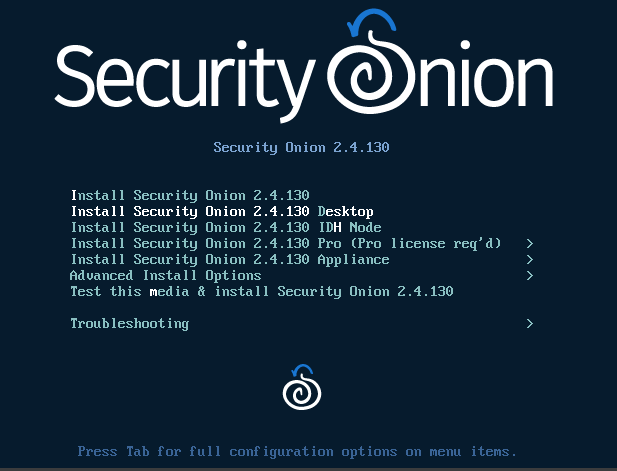 Security Onion
Security Onion 2.4.130
Install Security Onion 2.4.130
Install Security Onion 2.4.130 Desktop
Install Security Onion 2.4.130 IDH Node
Install Security Onion 2.4.130 Pro (Pro license req'd) >
Install Security Onion 2.4.130 Appliance >
Advanced Install Options >
Test this media & install Security Onion 2.4.130
Troubleshooting >
Press Tab for full configuration options on menu items.